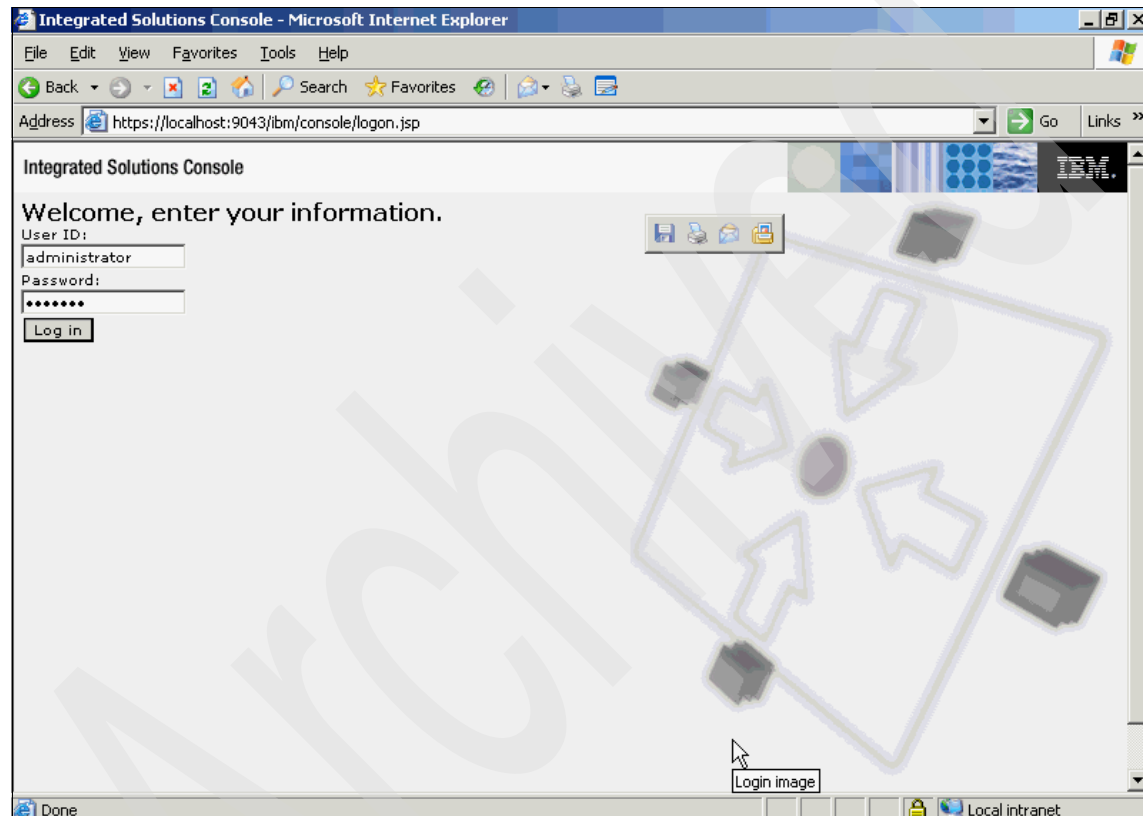 Integrated Solutions Console - Microsoft Internet Explorer
File Edit View Favorites Tools Help
Back Search Favorites
Address https://localhost:9043/ibm/console/logon.jsp Go Links »
Integrated Solutions Console IBM.
Welcome, enter your information.
User ID:
administrator
Password:
•••••••
Log in
Login image
Done Local intranet
Archived